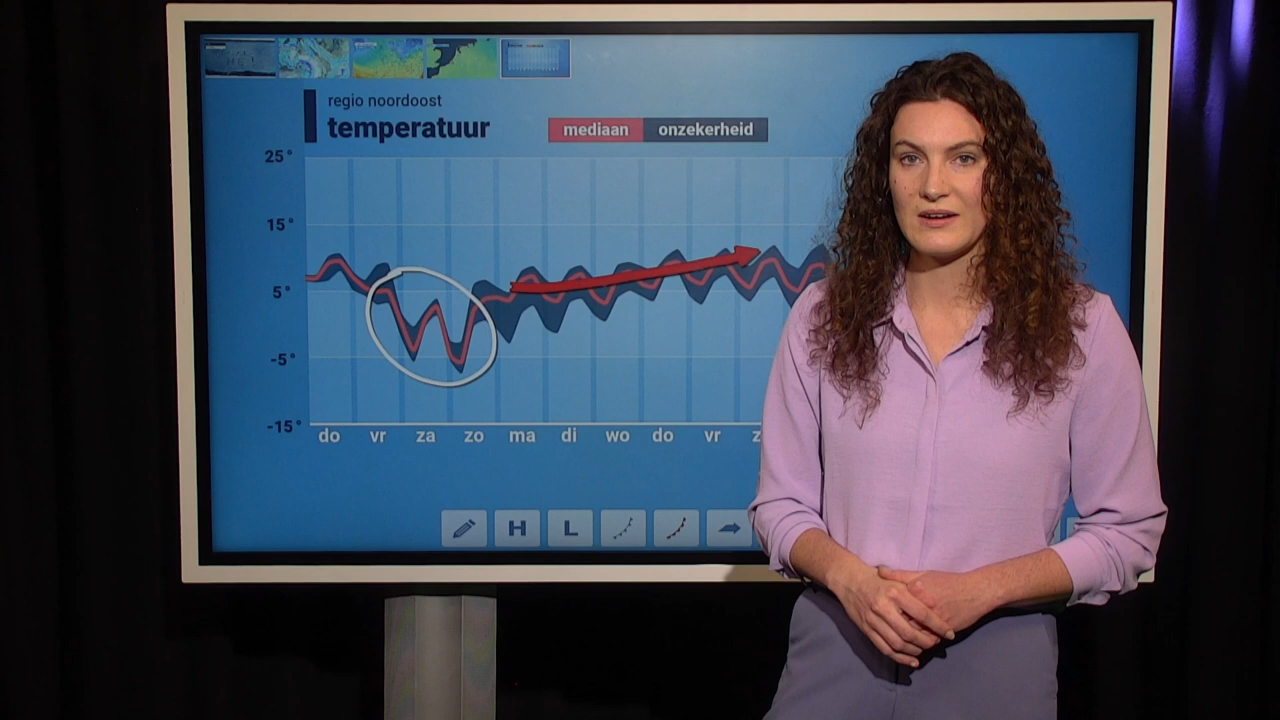 regio noordoost
temperatuur
mediaan onzekerheid
25°
15°
5°
-5°
-15°
do vr za zo ma di wo do vr z
H L